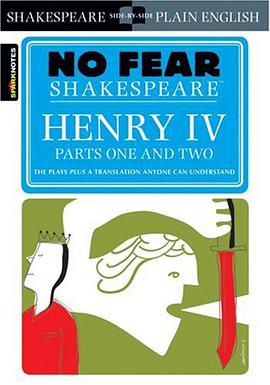 SHAKESPEARE SIDE-BY-SIDE PLAIN ENGLISH
SPARKNOTES
NO FEAR
SHAKESPEARE™
HENRY IV
PARTS ONE AND TWO
THE PLAYS PLUS A TRANSLATION ANYONE CAN UNDERSTAND